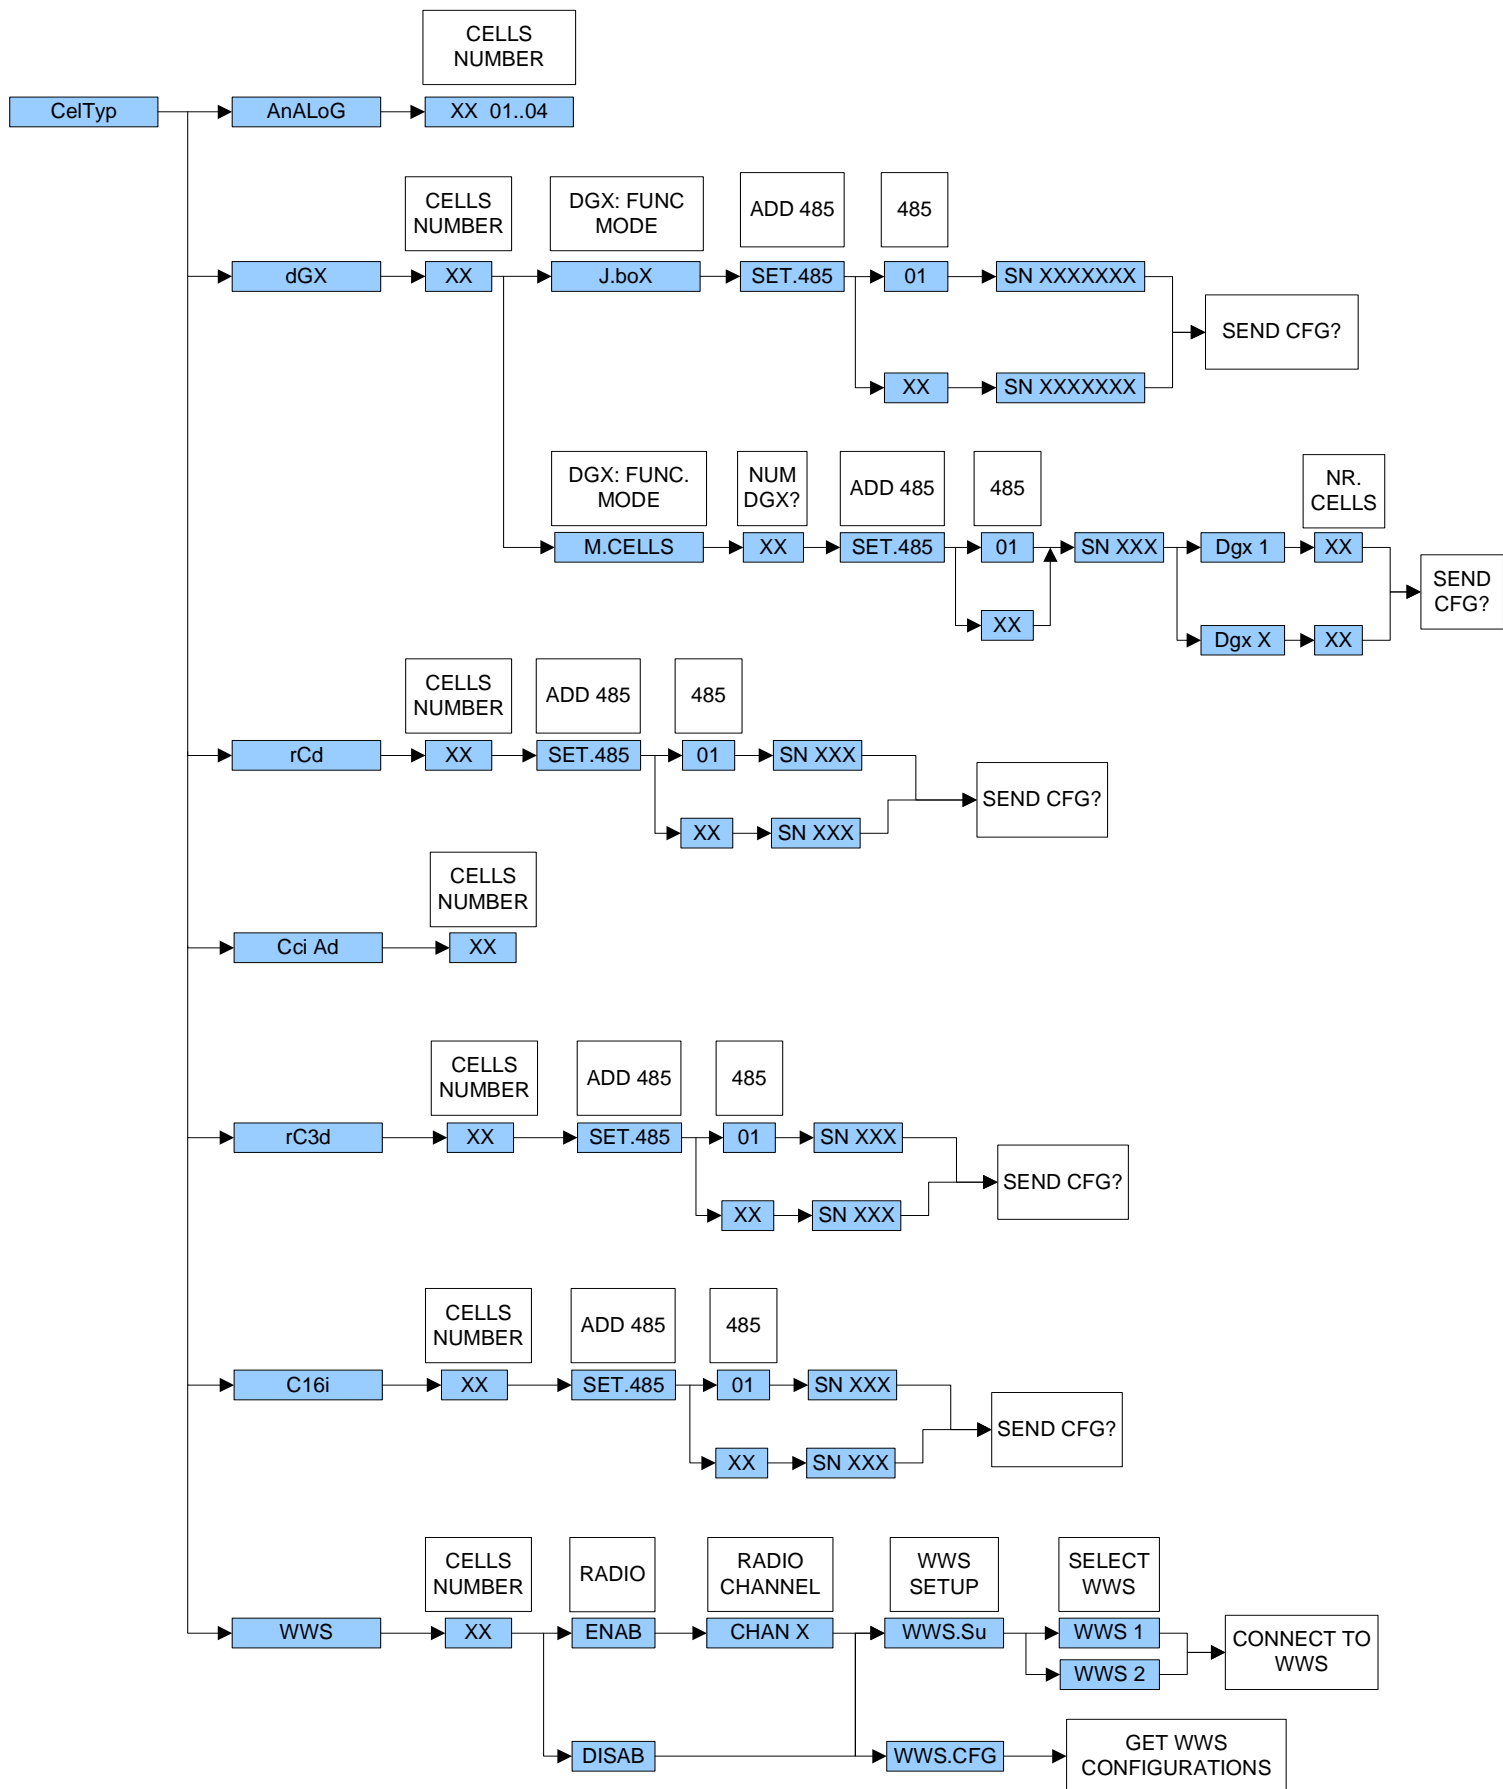 CELLS
NUMBER
CelTyp
AnALoG
XX 01..04
CELLS
NUMBER
DGX: FUNC
MODE
ADD 485
485
dGX
XX
J.boX
SET.485
01
SN XXXXXXX
SEND CFG?
XX
SN XXXXXXX
DGX: FUNC.
MODE
NUM
DGX?
ADD 485
485
NR.
CELLS
M.CELLS
XX
SET.485
01
SN XXX
Dgx 1
XX
SEND
CFG?
XX
Dgx X
XX
CELLS
NUMBER
ADD 485
485
rCd
XX
SET.485
01
SN XXX
SEND CFG?
XX
SN XXX
CELLS
NUMBER
Cci Ad
XX
CELLS
NUMBER
ADD 485
485
rC3d
XX
SET.485
01
SN XXX
SEND CFG?
XX
SN XXX
CELLS
NUMBER
ADD 485
485
C16i
XX
SET.485
01
SN XXX
SEND CFG?
XX
SN XXX
CELLS
NUMBER
RADIO
RADIO
CHANNEL
WWS
SETUP
SELECT
WWS
WWS
XX
ENAB
CHAN X
WWS.Su
WWS 1
CONNECT TO
WWS
WWS 2
DISAB
WWS.CFG
GET WWS
CONFIGURATIONS